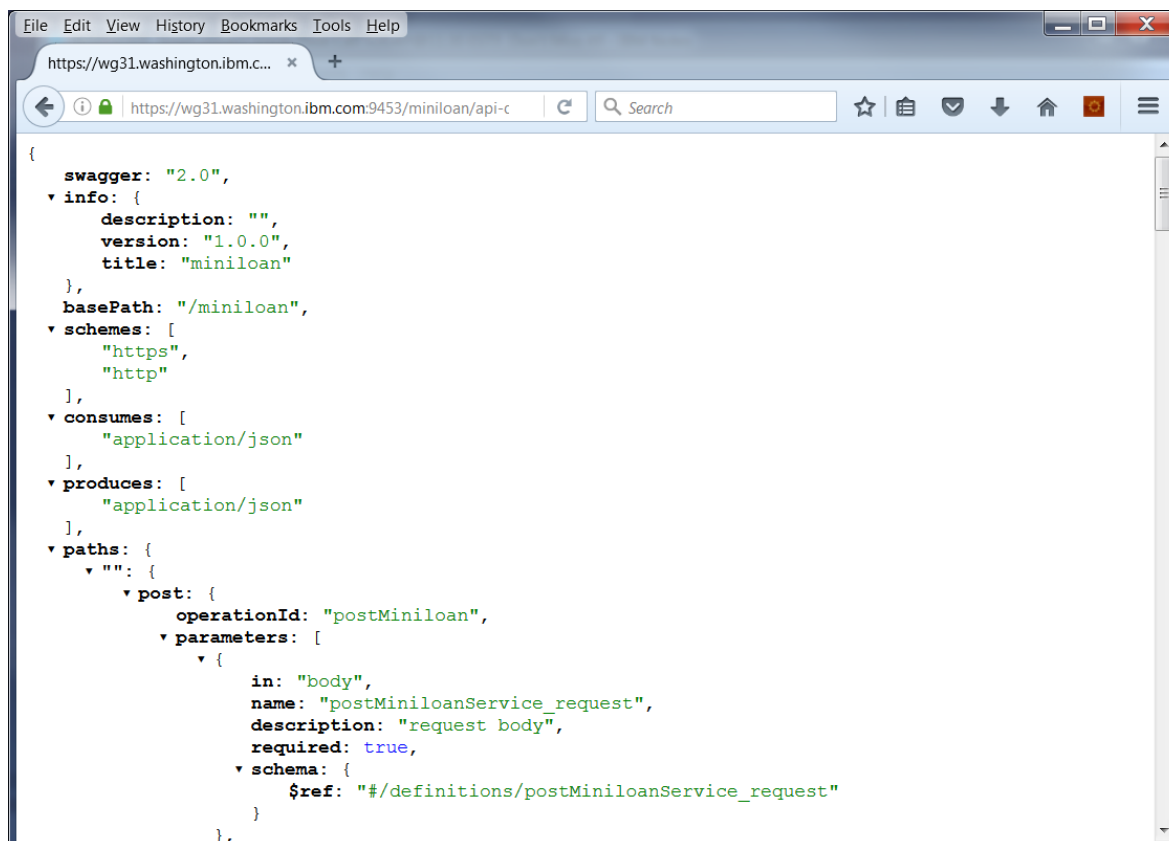 File Edit View History Bookmarks Tools Help
https://wg31.washington.ibm.c... ×
https://wg31.washington.ibm.com:9453/miniloan/api-c
Search
{
swagger: "2.0",
info: {
description: "",
version: "1.0.0",
title: "miniloan"
},
basePath: "/miniloan",
schemes: [
"https",
"http"
],
consumes: [
"application/json"
],
produces: [
"application/json"
],
paths: {
"": {
post: {
operationId: "postMiniloan",
parameters: [
{
in: "body",
name: "postMiniloanService_request",
description: "request body",
required: true,
schema: {
$ref: "#/definitions/postMiniloanService_request"
}
},